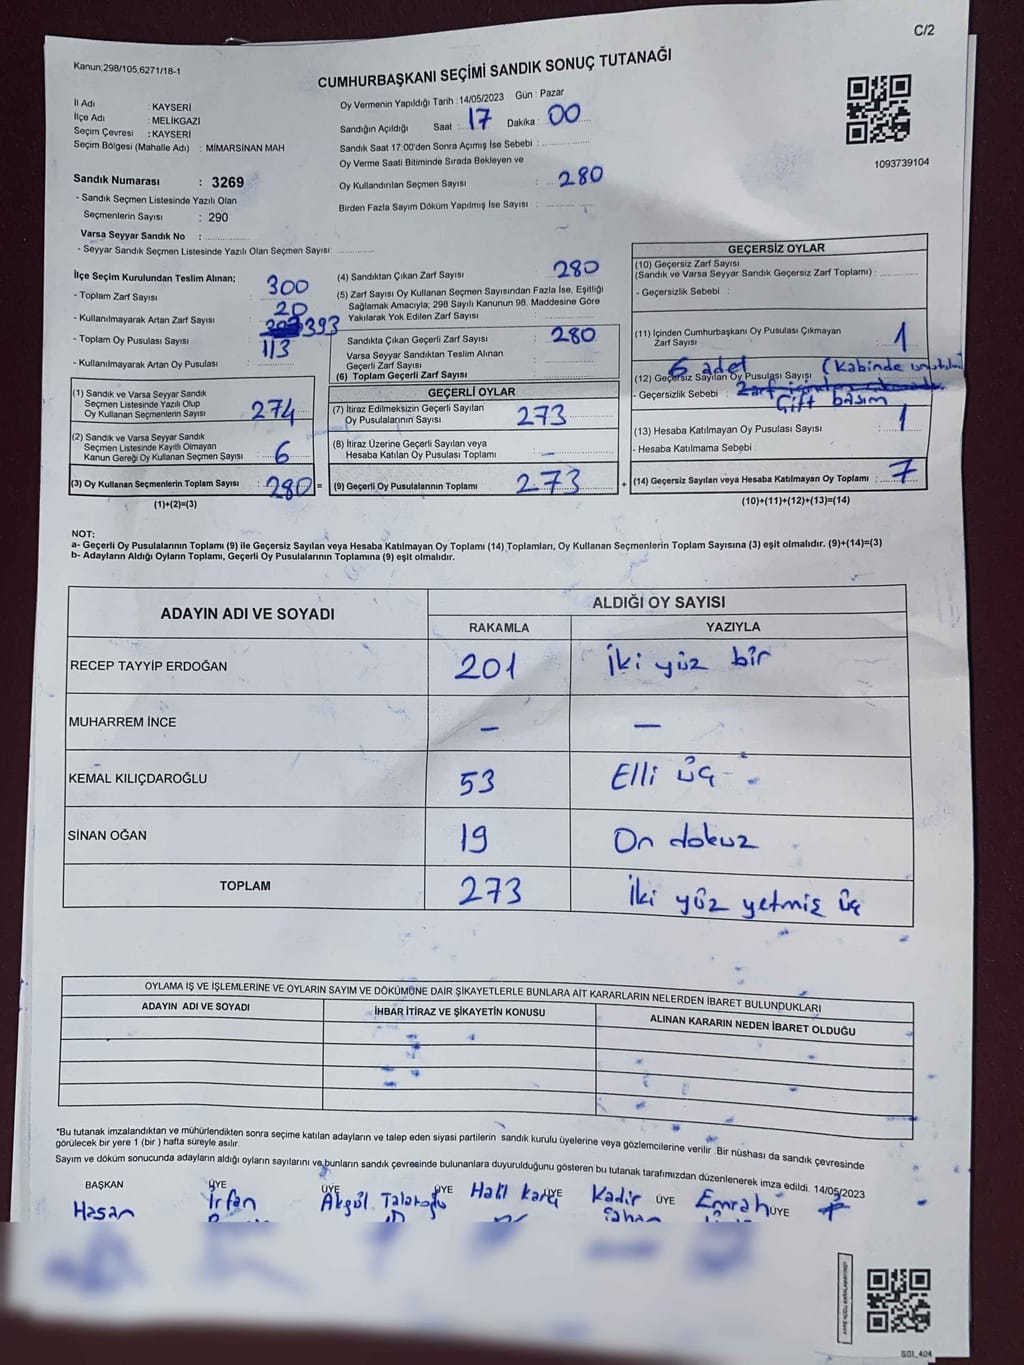 C/2
Kanun;298/105,6271/18-1
CUMHURBAŞKANI SEÇİMİ SANDIK SONUÇ TUTANAĞI
İl Adı : KAYSERİ
İlçe Adı : MELİKGAZİ
Seçim Çevresi : KAYSERİ
Seçim Bölgesi (Mahalle Adı) : MIMARSİNAN MAH
Sandık Numarası : 3269
- Sandık Seçmen Listesinde Yazılı Olan
Seçmenlerin Sayısı : 290
Varsa Seyyar Sandık No :
- Seyyar Sandık Seçmen Listesinde Yazılı Olan Seçmen Sayısı:
Oy Vermenin Yapıldığı Tarih : 14/05/2023 Gün : Pazar
Sandığın Açıldığı Saat : 17 Dakika : 00
Sandık Saat 17:00'den Sonra Açımış İse Sebebi :
Oy Verme Saati Bitiminde Sırada Bekleyen ve
Oy Kullandırılan Seçmen Sayısı : 280
Birden Fazla Sayım Döküm Yapılmış İse Sayısı :
1093739104
İlçe Seçim Kurulundan Teslim Alınan;
- Toplam Zarf Sayısı : 300
- Kullanılmayarak Artan Zarf Sayısı : 20
- Toplam Oy Pusulası Sayısı : 393
- Kullanılmayarak Artan Oy Pusulası : 113
(1) Sandık ve Varsa Seyyar Sandık
Seçmen Listesinde Yazılı Olup
Oy Kullanan Seçmenlerin Sayısı : 274
(2) Sandık ve Varsa Seyyar Sandık
Seçmen Listesinde Kayıtlı Olmayan
Kanun Gereği Oy Kullanan Seçmen Sayısı : 6
(3) Oy Kullanan Seçmenlerin Toplam Sayısı : 280 =
(1)+(2)=(3)
(4) Sandıktan Çıkan Zarf Sayısı : 280
(5) Zarf Sayısı Oy Kullanan Seçmen Sayısından Fazla İse, Eşitliği
Sağlamak Amacıyla; 298 Sayılı Kanunun 98. Maddesine Göre
Yakılarak Yok Edilen Zarf Sayısı :
Sandıkta Çıkan Geçerli Zarf Sayısı : 280
Varsa Seyyar Sandıktan Teslim Alınan
Geçerli Zarf Sayısı :
(6) Toplam Geçerli Zarf Sayısı :
GEÇERLİ OYLAR
(7) İtiraz Edilmeksizin Geçerli Sayılan
Oy Pusulasının Sayısı : 273
(8) İtiraz Üzerine Geçerli Sayılan veya
Hesaba Katılan Oy Pusulası Toplamı : –
(9) Geçerli Oy Pusulalarının Toplamı : 273 +
GEÇERSİZ OYLAR
(10) Geçersiz Zarf Sayısı
(Sandık ve Varsa Seyyar Sandık Geçersiz Zarf Toplamı) :
- Geçersizlik Sebebi :
(11) İçinden Cumhurbaşkanı Oy Pusulası Çıkmayan
Zarf Sayısı : 1
6 adet (Kabinde
(12) Geçersiz Sayılan Oy Pusulası Sayısı
- Geçersizlik Sebebi :
Çift basım
(13) Hesaba Katılmayan Oy Pusulası Sayısı : 1
- Hesaba Katılmama Sebebi
(14) Geçersiz Sayılan veya Hesaba Katılmayan Oy Toplamı : 7
(10)+(11)+(12)+(13)=(14)
NOT:
a- Geçerli Oy Pusulalarının Toplamı (9) ile Geçersiz Sayılan veya Hesaba Katılmayan Oy Toplamı (14) Toplamları, Oy Kullanan Seçmenlerin Toplam Sayısına (3) eşit olmalıdır. (9)+(14)=(3)
b- Adayların Aldığı Oyların Toplamı, Geçerli Oy Pusulalarının Toplamına (9) eşit olmalıdır.
ADAYIN ADI VE SOYADI ALDIĞI OY SAYISI
RAKAMLA YAZIYLA
RECEP TAYYİP ERDOĞAN 201 İki yüz bir
MUHARREM İNCE – –
KEMAL KILIÇDAROĞLU 53 Elli üç
SİNAN OĞAN 19 On dokuz
TOPLAM 273 İki yüz yetmiş üç
OYLAMA İŞ VE İŞLEMLERİNE VE OYLARIN SAYIM VE DÖKÜMÜNE DAİR ŞİKAYETLERLE BUNLARA AİT KARARLARIN NELERDEN İBARET BULUNDUKLARI
ADAYIN ADI VE SOYADI İHBAR İTİRAZ VE ŞİKAYETİN KONUSU ALINAN KARARIN NEDEN İBARET OLDUĞU
*Bu tutanak imzalandıktan ve mühürlendikten sonra seçime katılan adayların ve talep eden siyasi partilerin sandık kurulu üyelerine veya gözlemcilerine verilir. Bir nüshası da sandık çevresinde
görülecek bir yere 1 (bir) hafta süreyle asılır.
Sayım ve döküm sonucunda adayların aldığı oyların sayılarını ve bunların sandık çevresinde bulunanlara duyurulduğunu gösteren bu tutanak tarafımızdan düzenlenerek imza edildi. 14/05/2023
BAŞKAN ÜYE ÜYE ÜYE ÜYE ÜYE ÜYE
Hasan İrfan Akgül Halil Kadir Emrah